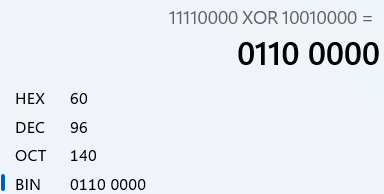 11110000 XOR 10010000 =
0110 0000
HEX 60
DEC 96
OCT 140
BIN 0110 0000